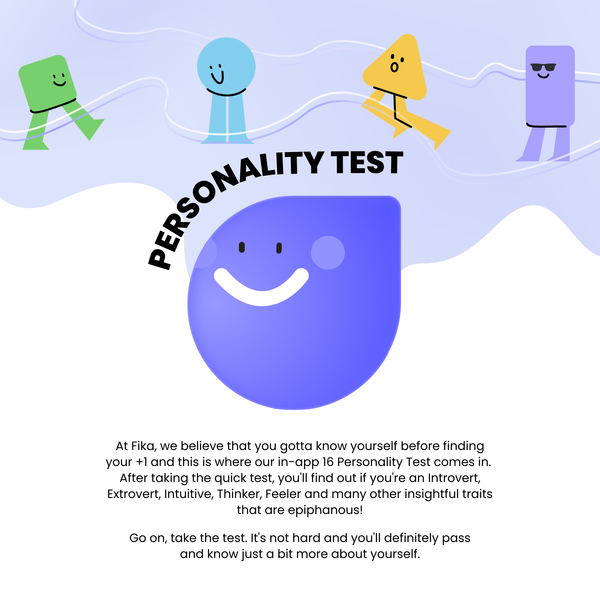 PERSONALITY TEST
At Fika, we believe that you gotta know yourself before finding
your +1 and this is where our in-app 16 Personality Test comes in.
After taking the quick test, you'll find out if you're an Introvert,
Extrovert, Intuitive, Thinker, Feeler and many other insightful traits
that are epiphanous!
Go on, take the test. It's not hard and you'll definitely pass
and know just a bit more about yourself.